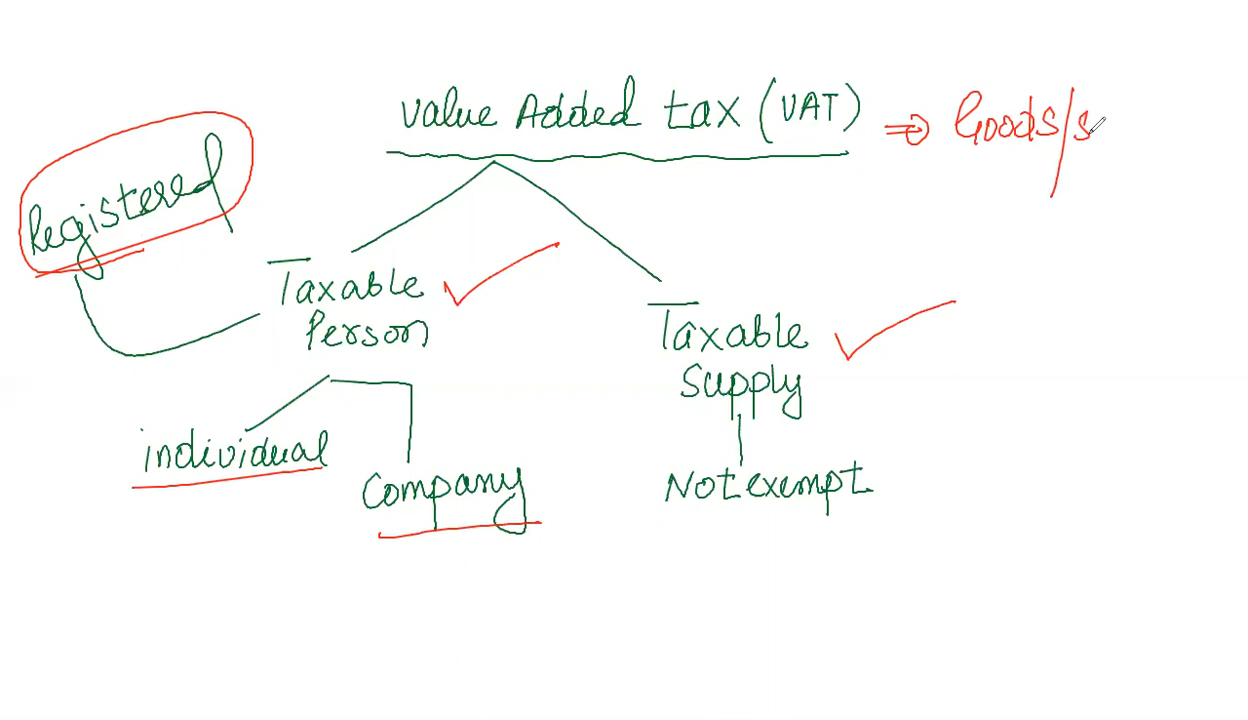 Value Added tax (VAT) ⇒ Goods/s
Registered
Taxable
Person
Taxable
Supply
individual
Company
Not exempt